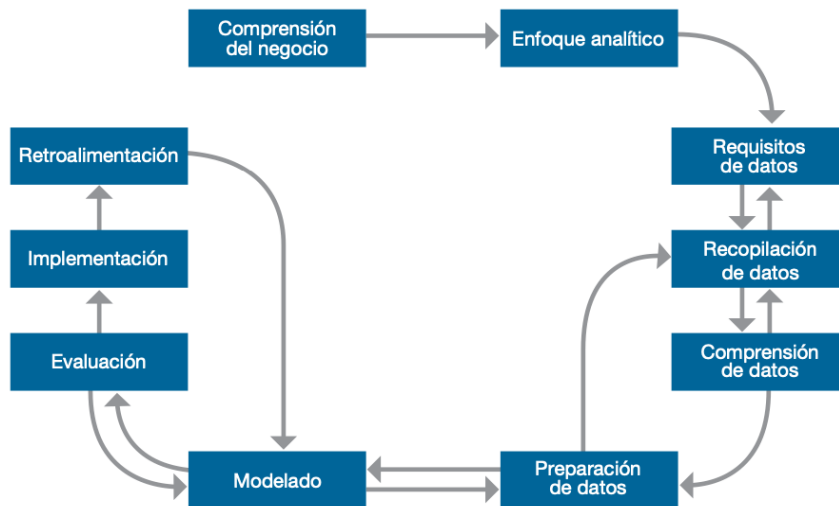 Comprensión
del negocio
Enfoque analítico
Requisitos
de datos
Recopilación
de datos
Comprensión
de datos
Preparación
de datos
Modelado
Evaluación
Implementación
Retroalimentación